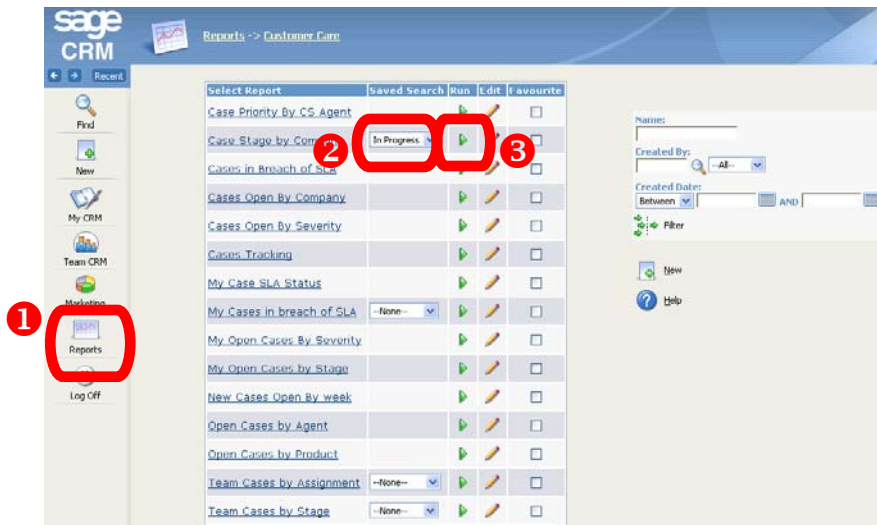 sage
CRM
Reports -> Customer Care
Recent
Find
New
My CRM
Team CRM
Marketing
Reports
Log Off
1
Select Report Saved Search Run Edit Favourite
Case Priority By CS Agent
Case Stage by In Progress
2
3
Cases in Breach of SLA
Cases Open By Company
Cases Open By Severity
Cases Tracking
My Case SLA Status
My Cases in breach of SLA --None--
My Open Cases By Severity
My Open Cases by Stage
New Cases Open By week
Open Cases by Agent
Open Cases by Product
Team Cases by Assignment --None--
Team Cases by Stage --None--
Name:
Created By:
--All--
Created Date:
Between AND
Filter
New
Help